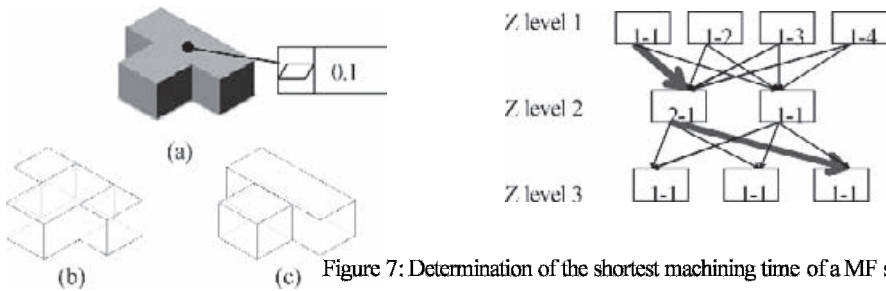 0.1
(a)
(b)
(c)
Z level 1
1-1 1-2 1-3 1-4
Z level 2
2-1 1-1
Z level 3
1-1 1-1 1-1
Figure 7: Determination of the shortest machining time of a MF s